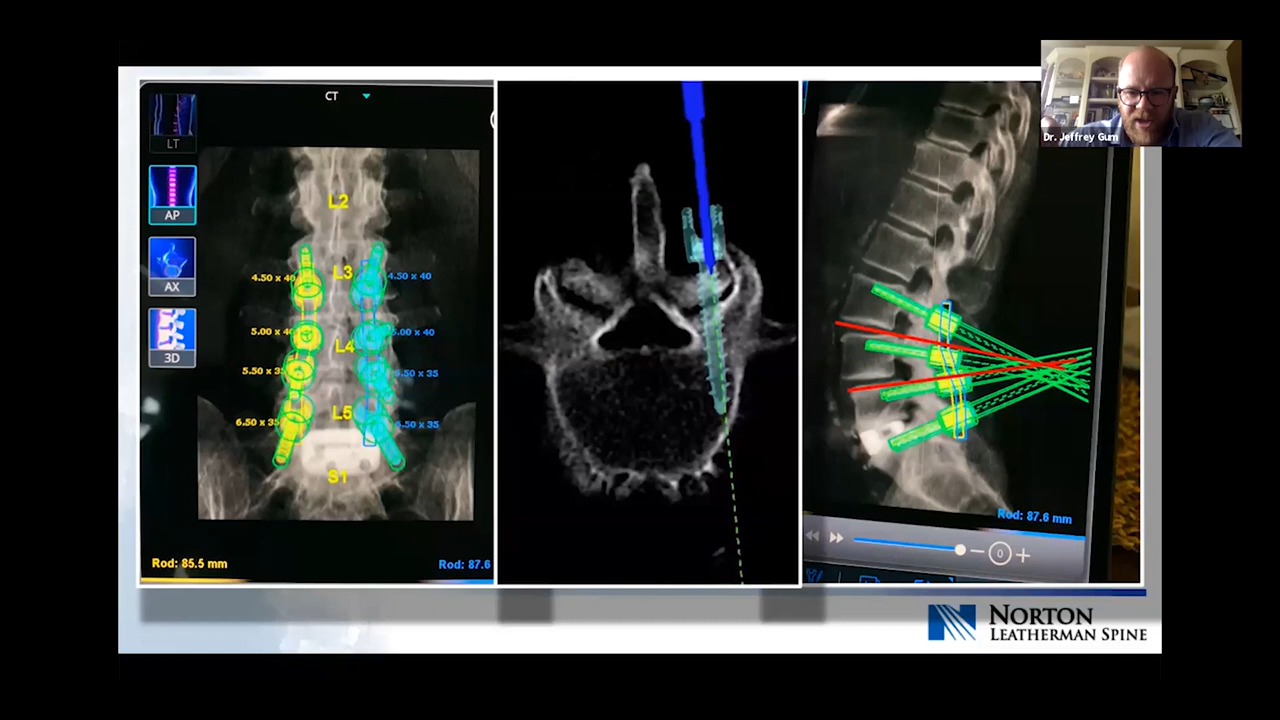 CT
LT
AP
AX
3D
L2
L3
L4
L5
S1
4.50 x 40
4.50 x 40
5.00 x 40
5.00 x 40
5.50 x 35
5.50 x 35
6.50 x 35
6.50 x 35
Rod: 85.5 mm
Rod: 87.6
Rod: 87.6 mm
0
Dr. Jeffrey Gum
NORTON
LEATHERMAN SPINE